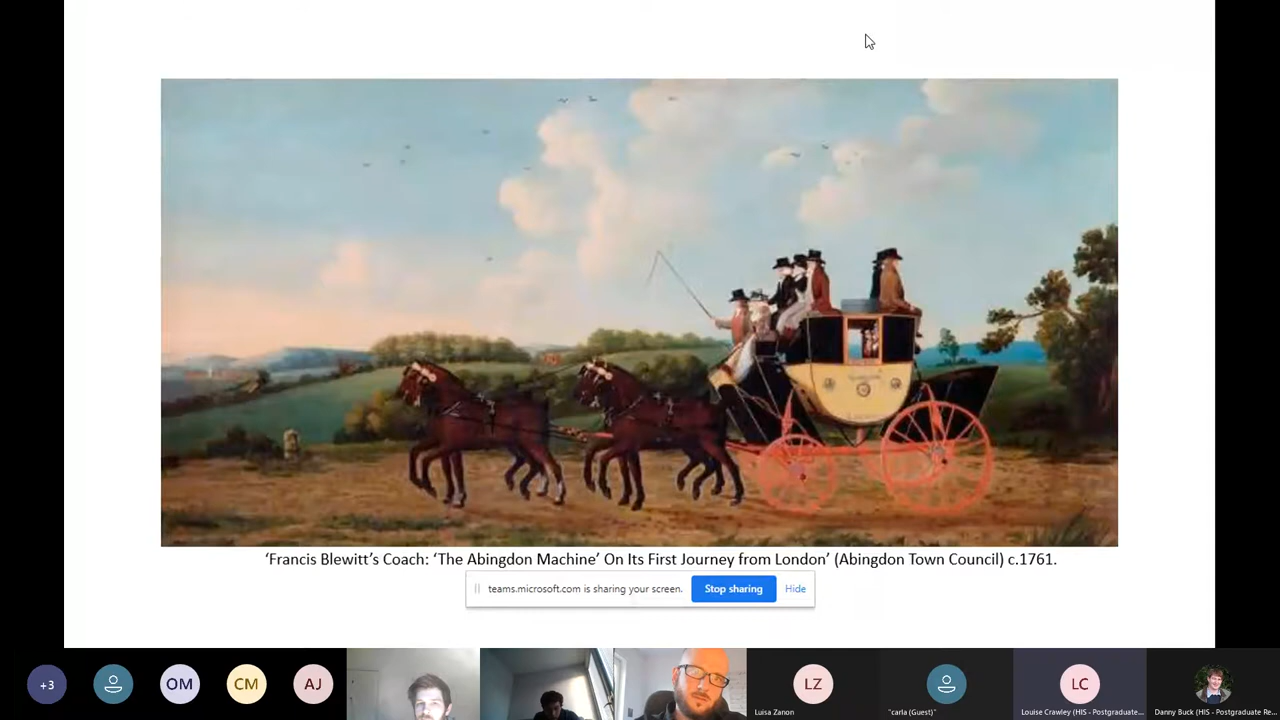 ‘Francis Blewitt’s Coach: ‘The Abingdon Machine’ On Its First Journey from London’ (Abingdon Town Council) c.1761.
teams.microsoft.com is sharing your screen.
Stop sharing
Hide
+3
OM
CM
AJ
LZ
LC
Luisa Zanon
"carla (Guest)"
Louise Crawley (HIS - Postgraduate...
Danny Buck (HIS - Postgraduate Re...